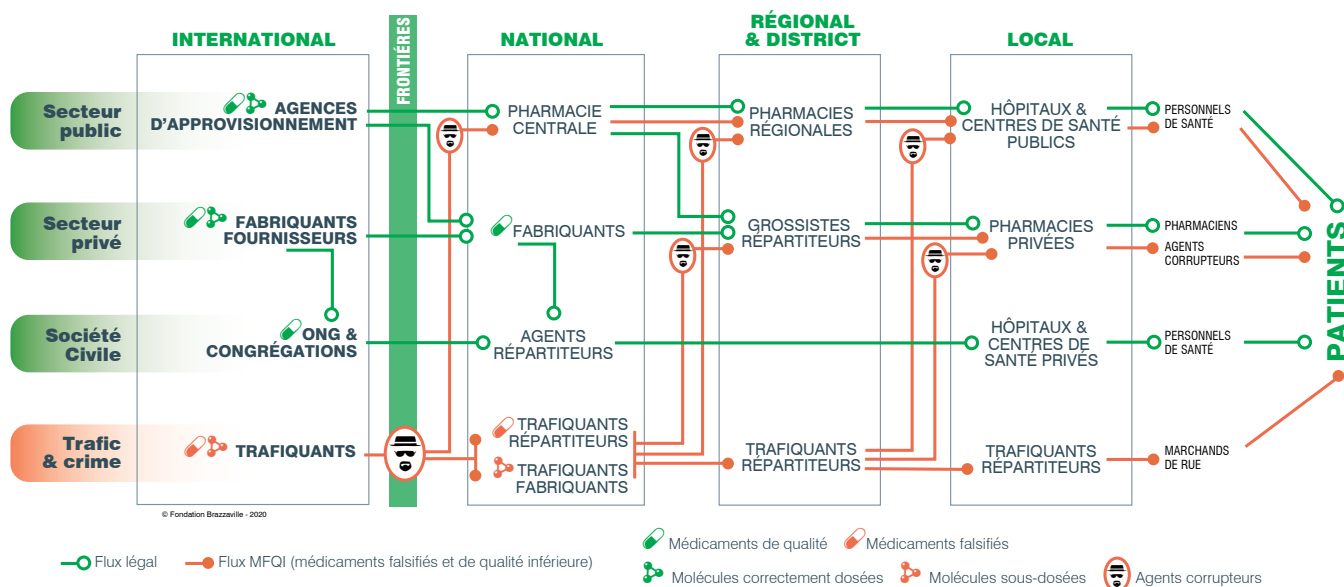 INTERNATIONAL
FRONTIÉRES
NATIONAL
RÉGIONAL
& DISTRICT
LOCAL
Secteur
public
AGENCES
D'APPROVISIONNEMENT
PHARMACIE
CENTRALE
PHARMACIES
RÉGIONALES
HÔPITAUX &
CENTRES DE SANTÉ
PUBLICS
PERSONNELS
DE SANTÉ
Secteur
privé
FABRIQUANTS
FOURNISSEURS
FABRIQUANTS
GROSSISTES
RÉPARTITEURS
PHARMACIES
PRIVÉES
PHARMACIENS
AGENTS
CORRUPTEURS
PATIENTS
Société
Civile
ONG &
CONGRÉGATIONS
AGENTS
RÉPARTITEURS
HÔPITAUX &
CENTRES DE
SANTÉ PRIVÉS
PERSONNELS
DE SANTÉ
Trafic
& crime
TRAFIQUANTS
TRAFIQUANTS
RÉPARTITEURS
TRAFIQUANTS
FABRIQUANTS
TRAFIQUANTS
RÉPARTITEURS
TRAFIQUANTS
RÉPARTITEURS
MARCHANDS
DE RUE
© Fondation Brazzaville - 2020
Flux légal
Flux MFQI (médicaments falsifiés et de qualité inférieure)
Médicaments de qualité
Médicaments falsifiés
Molécules correctement dosées
Molécules sous-dosées
Agents corrupteurs